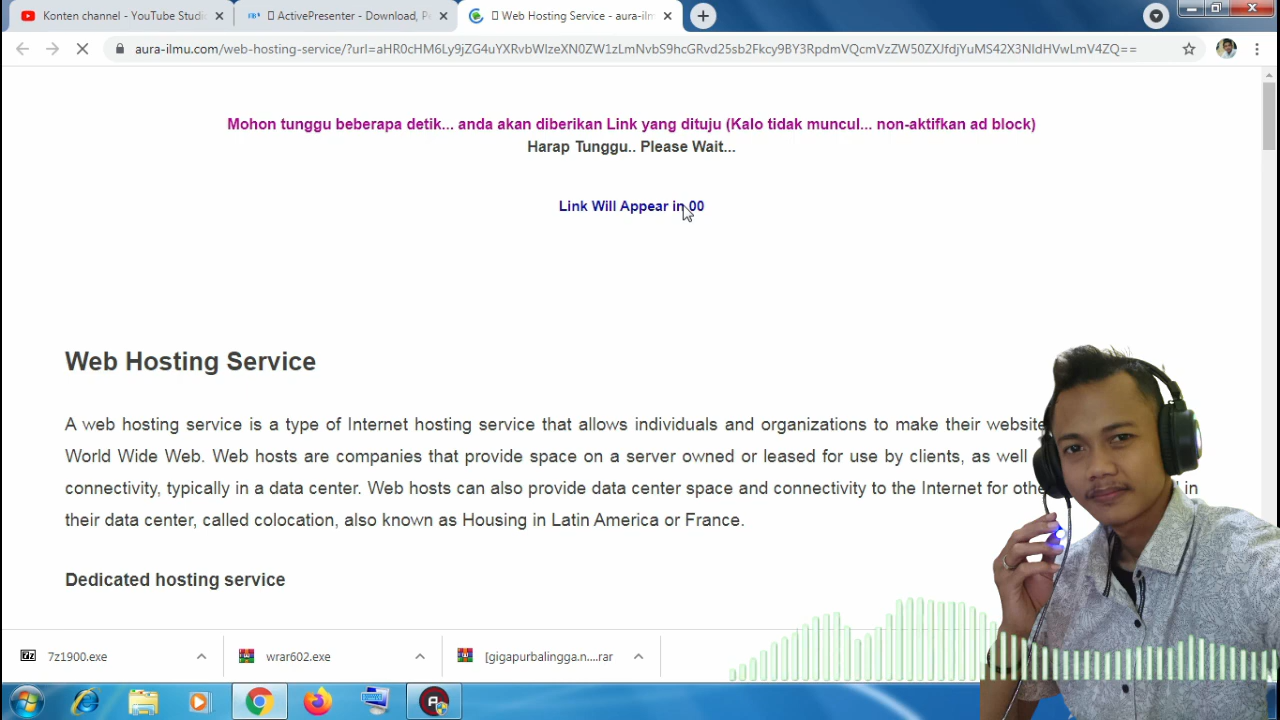 Konten channel - YouTube Studi
ActivePresenter - Download, Pe
Web Hosting Service - aura-ilm
aura-ilmu.com/web-hosting-service/?url=
Mohon tunggu beberapa detik... anda akan diberikan Link yang dituju (Kalo tidak muncul... non-aktifkan ad block)
Harap Tunggu.. Please Wait...
Link Will Appear in 00
Web Hosting Service
A web hosting service is a type of Internet hosting service that allows individuals and organizations to make their website
World Wide Web. Web hosts are companies that provide space on a server owned or leased for use by clients, as well
connectivity, typically in a data center. Web hosts can also provide data center space and connectivity to the Internet for othe in
their data center, called colocation, also known as Housing in Latin America or France.
Dedicated hosting service
7z1900.exe
wrar602.exe
[gigapurbalingga.n....rar